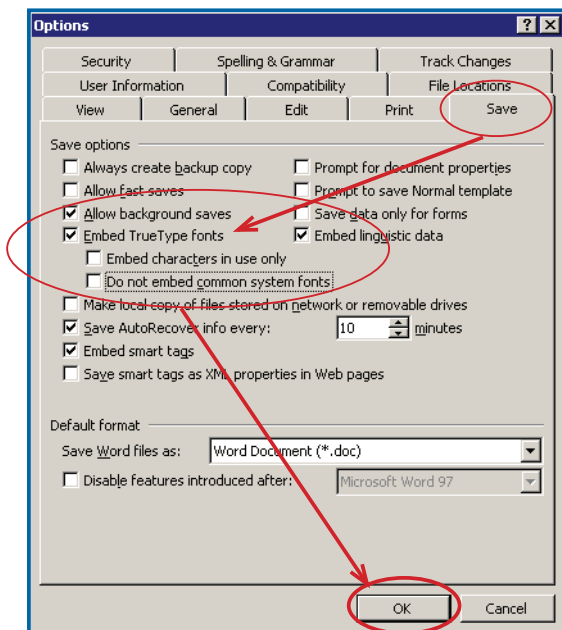 Options
Security Spelling & Grammar Track Changes
User Information Compatibility File Locations
View General Edit Print Save
Save options
Always create backup copy Prompt for document properties
Allow fast saves Prompt to save Normal template
Allow background saves Save data only for forms
Embed TrueType fonts Embed linguistic data
Embed characters in use only
Do not embed common system fonts
Make local copy of files stored on network or removable drives
Save AutoRecover info every: 10 minutes
Embed smart tags
Save smart tags as XML properties in Web pages
Default format
Save Word files as: Word Document (*.doc)
Disable features introduced after: Microsoft Word 97
OK Cancel